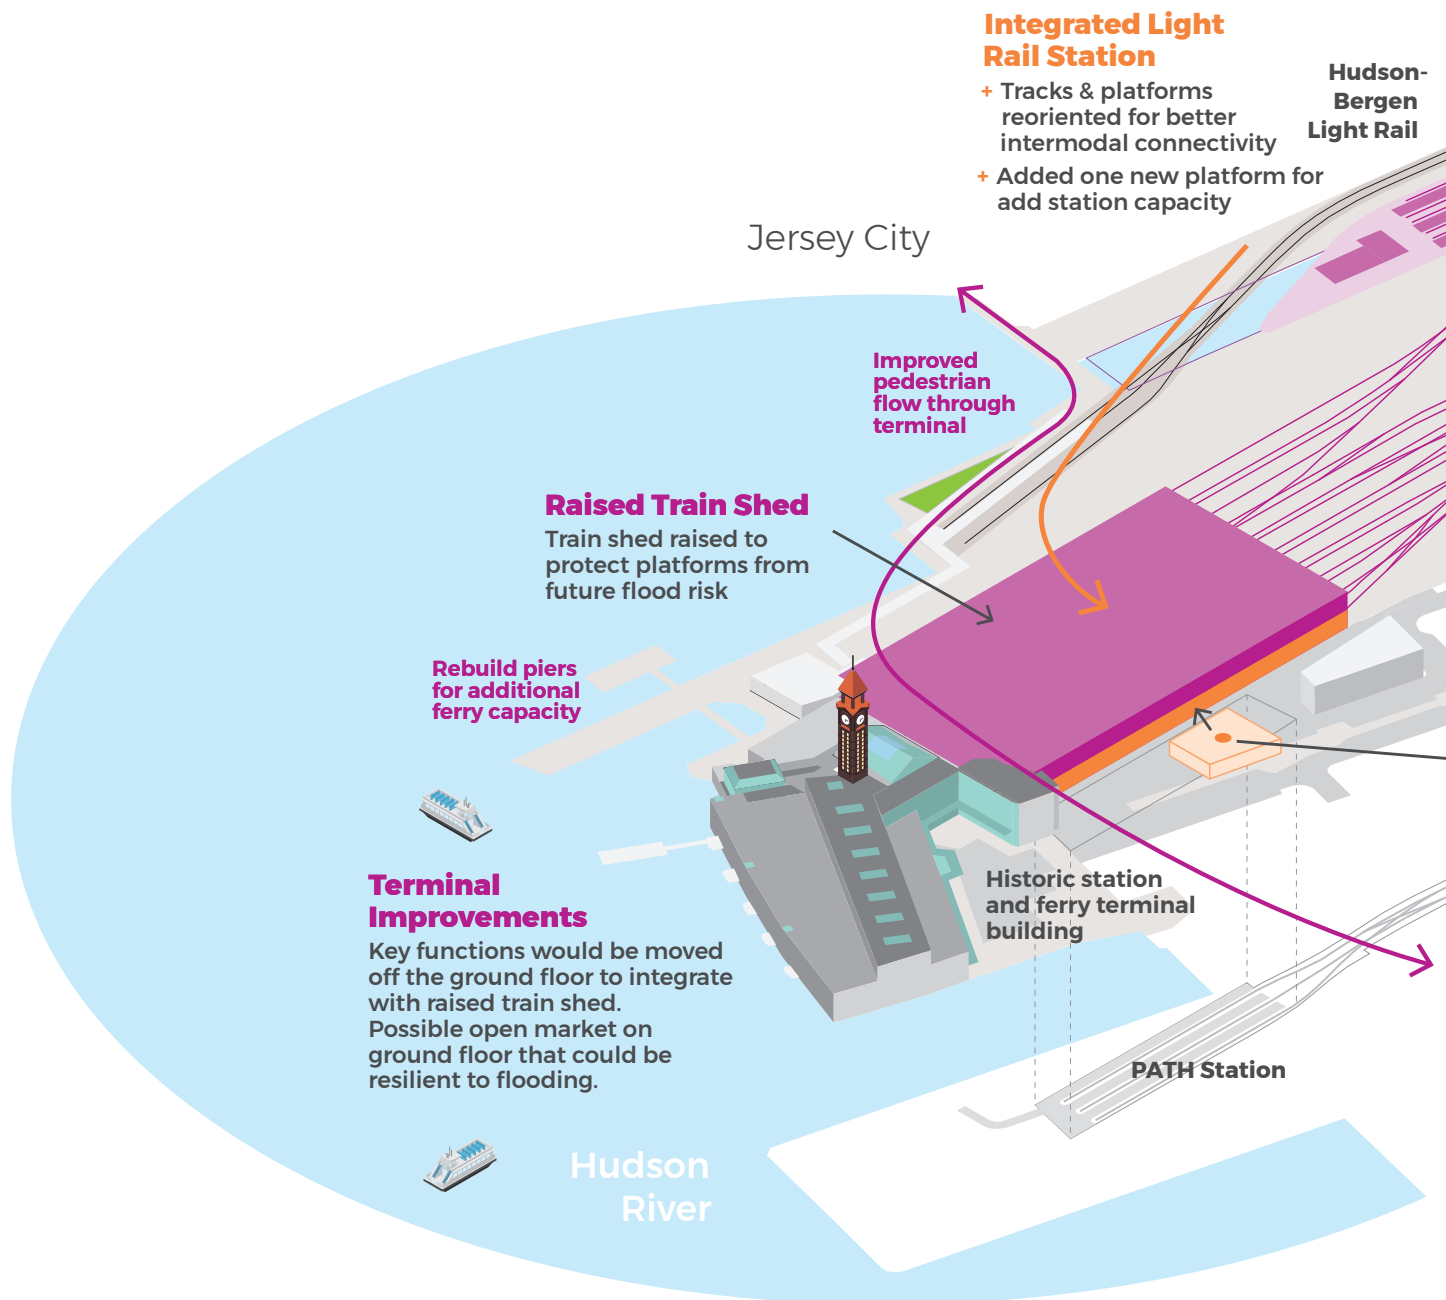 Integrated Light
Rail Station
+ Tracks & platforms
reoriented for better
intermodal connectivity
+ Added one new platform for
add station capacity
Hudson-
Bergen
Light Rail
Jersey City
Improved
pedestrian
flow through
terminal
Raised Train Shed
Train shed raised to
protect platforms from
future flood risk
Rebuild piers
for additional
ferry capacity
Terminal
Improvements
Key functions would be moved
off the ground floor to integrate
with raised train shed.
Possible open market on
ground floor that could be
resilient to flooding.
Historic station
and ferry terminal
building
PATH Station
Hudson
River